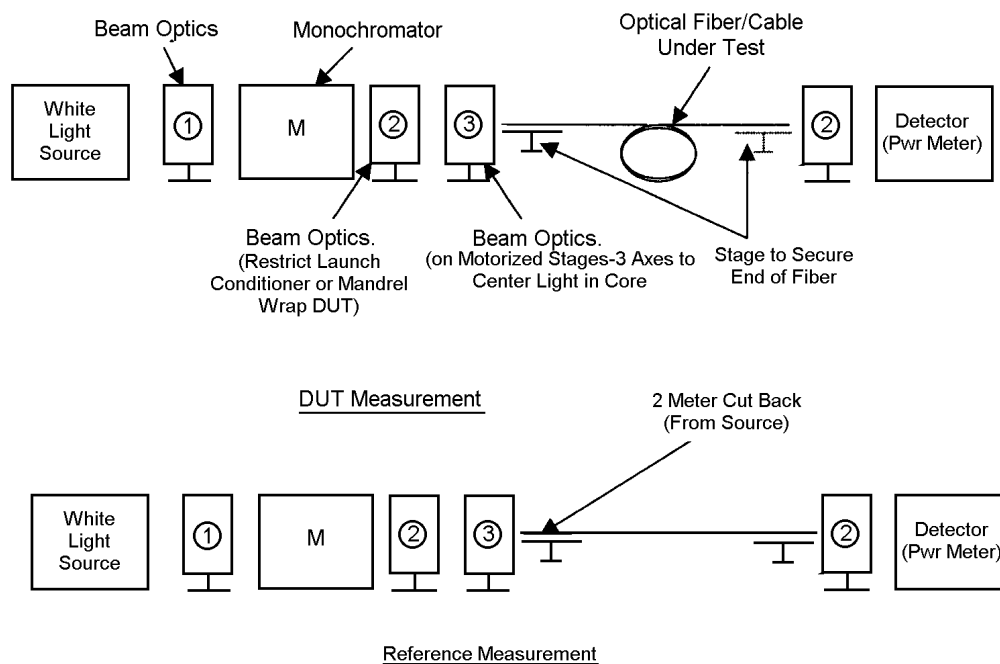 Beam Optics
Monochromator
Optical Fiber/Cable
Under Test
White
Light
Source
1
M
2
3
2
Detector
(Pwr Meter)
Beam Optics.
(Restrict Launch
Conditioner or Mandrel
Wrap DUT)
Beam Optics.
(on Motorized Stages-3 Axes to
Center Light in Core
Stage to Secure
End of Fiber
DUT Measurement
2 Meter Cut Back
(From Source)
White
Light
Source
1
M
2
3
2
Detector
(Pwr Meter)
Reference Measurement